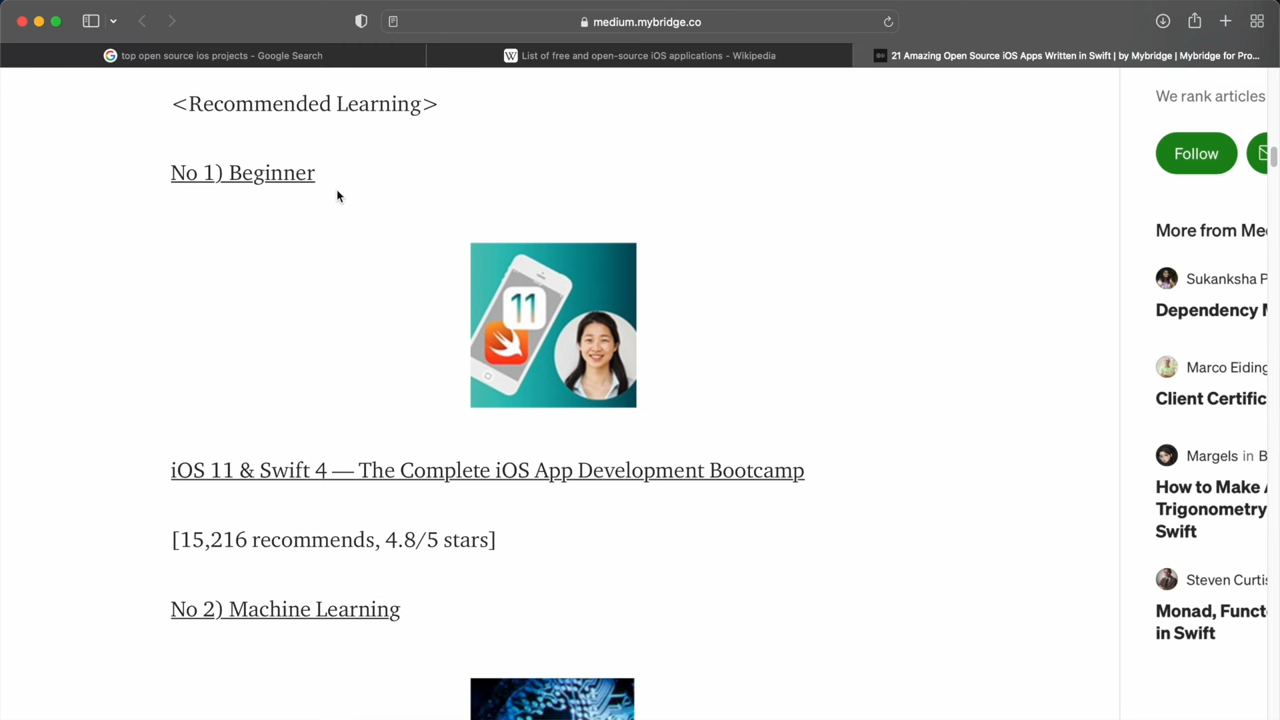 medium.mybridge.co
top open source ios projects - Google Search
W List of free and open-source iOS applications - Wikipedia
21 Amazing Open Source iOS Apps Written in Swift | by Mybridge | Mybridge for Pro...
<Recommended Learning>
No 1) Beginner
11
iOS 11 & Swift 4 — The Complete iOS App Development Bootcamp
[15,216 recommends, 4.8/5 stars]
No 2) Machine Learning
We rank articles
Follow
More from Me
Sukanksha P
Dependency
Marco Eiding
Client Certific
Margels in B
How to Make
Trigonometry
Swift
Steven Curtis
Monad, Funct
in Swift